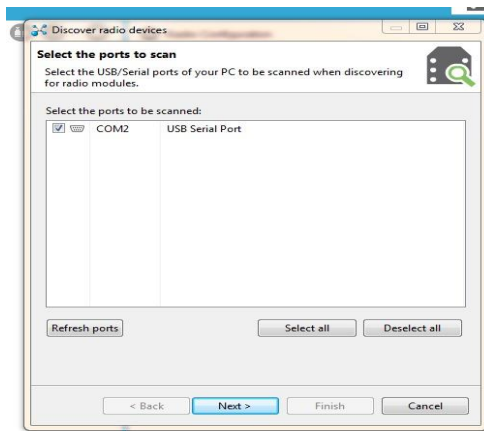 Discover radio devices
Select the ports to scan
Select the USB/Serial ports of your PC to be scanned when discovering
for radio modules.
Select the ports to be scanned:
COM2 USB Serial Port
Refresh ports Select all Deselect all
< Back Next > Finish Cancel